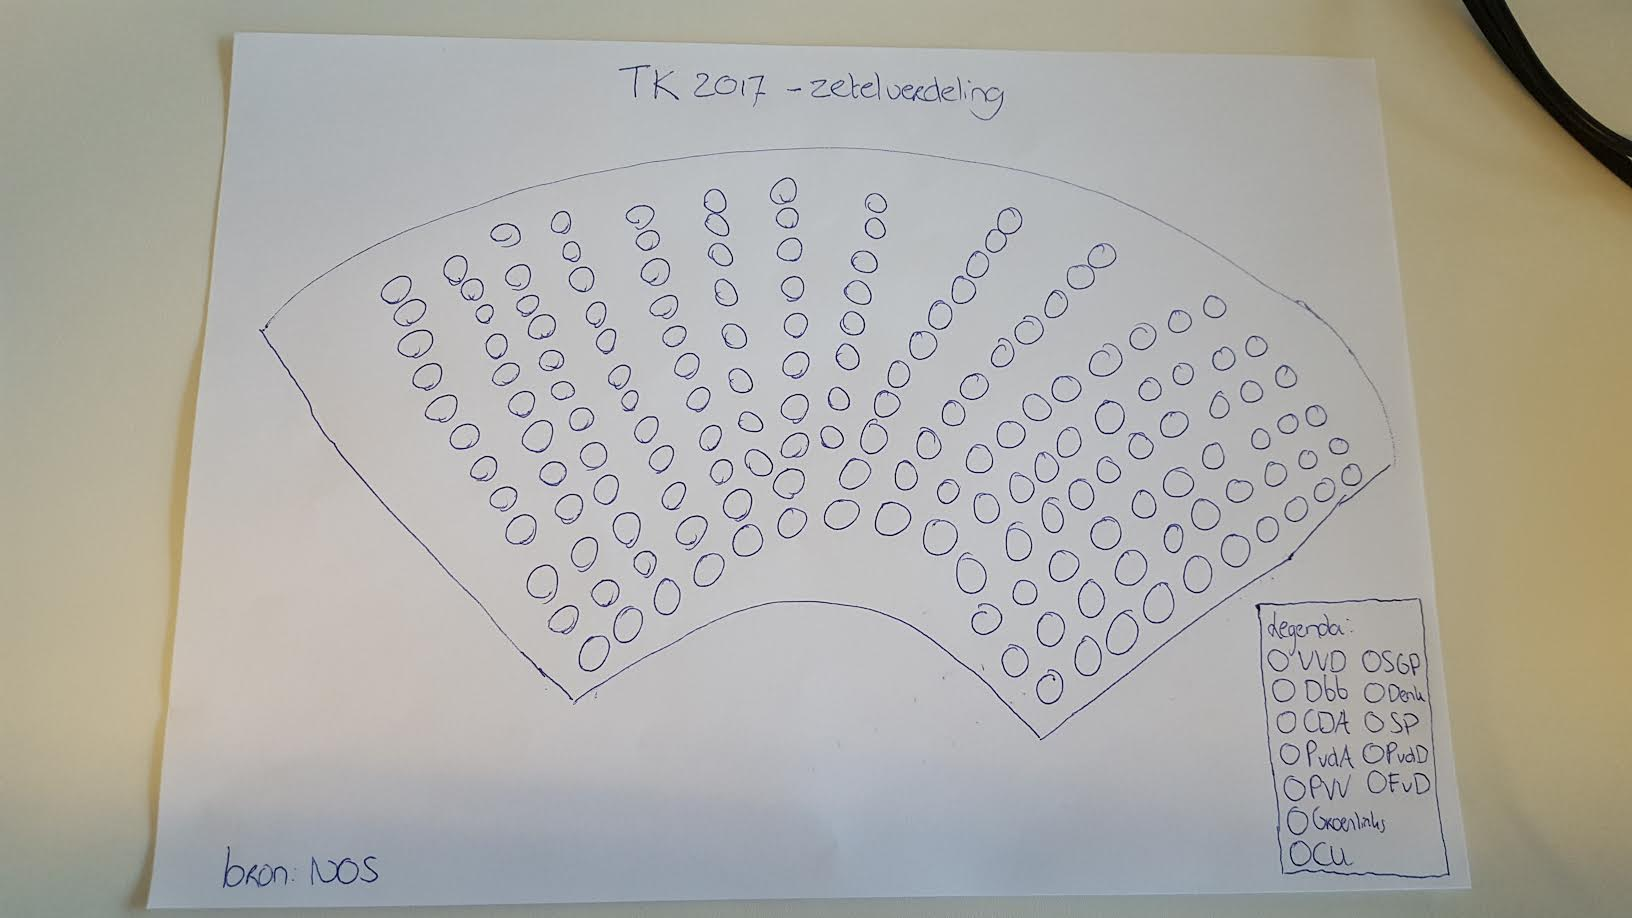 TK 2017 - zetelverdeling
Legenda:
VVD SGP
D66 Denk
CDA SP
PvdA PvdD
PVV FvD
Groenlinks
CU
bron: NOS